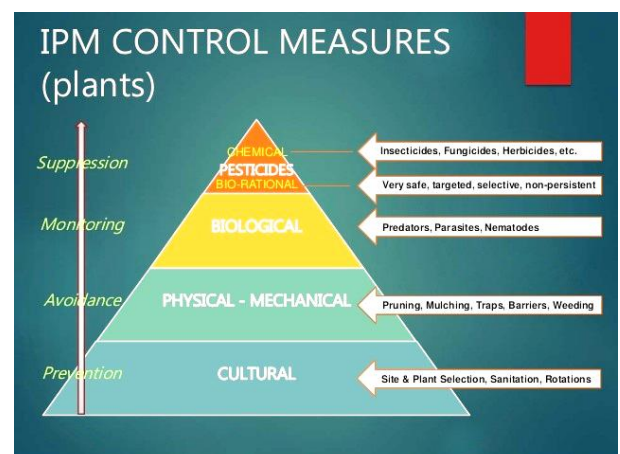 IPM CONTROL MEASURES
(plants)
Suppression
CHEMICAL
PESTICIDES
BIO-RATIONAL
Insecticides, Fungicides, Herbicides, etc.
Very safe, targeted, selective, non-persistent
Monitoring
BIOLOGICAL
Predators, Parasites, Nematodes
Avoidance
PHYSICAL - MECHANICAL
Pruning, Mulching, Traps, Barriers, Weeding
Prevention
CULTURAL
Site & Plant Selection, Sanitation, Rotations